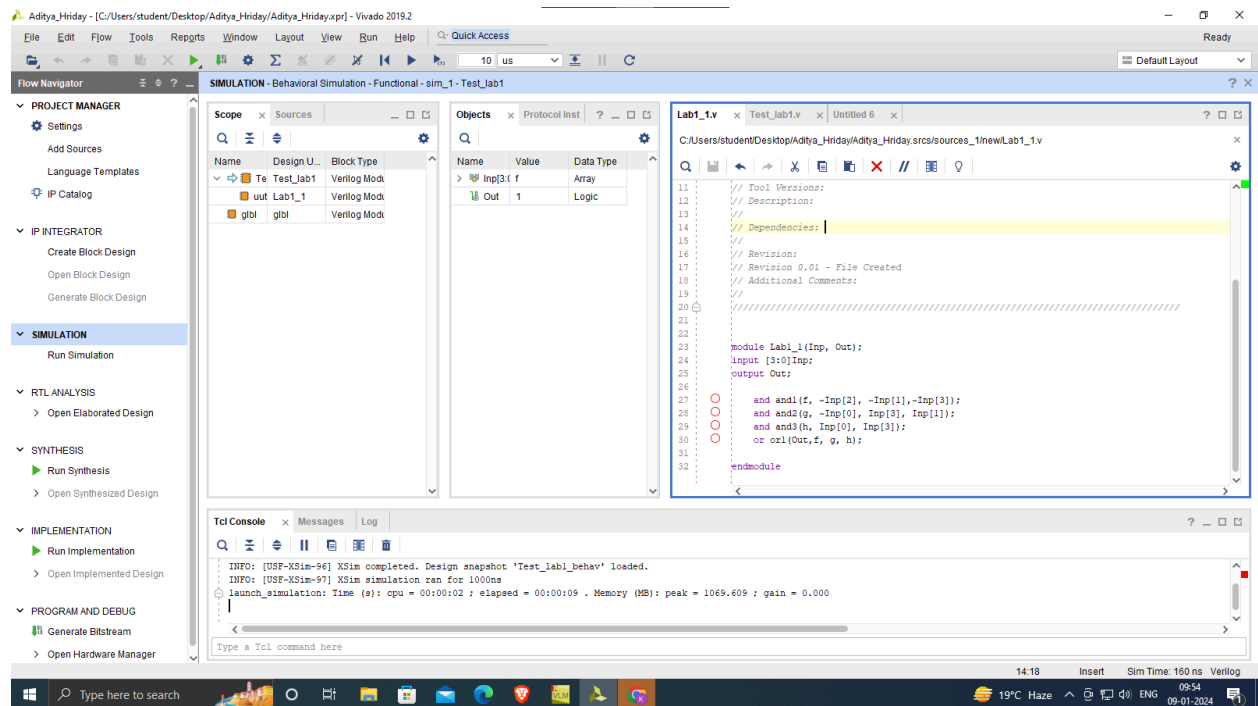 Aditya_Hriday - [C:/Users/student/Desktop/Aditya_Hriday/Aditya_Hriday.xpr] - Vivado 2019.2
File Edit Flow Tools Reports Window Layout View Run Help Quick Access
Ready
10 us
Default Layout
Flow Navigator
SIMULATION - Behavioral Simulation - Functional - sim_1 - Test_lab1
PROJECT MANAGER
Settings
Add Sources
Language Templates
IP Catalog
IP INTEGRATOR
Create Block Design
Open Block Design
Generate Block Design
SIMULATION
Run Simulation
RTL ANALYSIS
Open Elaborated Design
SYNTHESIS
Run Synthesis
Open Synthesized Design
IMPLEMENTATION
Run Implementation
Open Implemented Design
PROGRAM AND DEBUG
Generate Bitstream
Open Hardware Manager
Scope Sources
Name Design U... Block Type
Te Test_lab1 Verilog Modu
uut Lab1_1 Verilog Modu
glbl glbl Verilog Modu
Objects Protocol Inst
Name Value Data Type
Inp[3:( f Array
Out 1 Logic
Lab1_1.v Test_lab1.v Untitled 6
C:/Users/student/Desktop/Aditya_Hriday/Aditya_Hriday.srcs/sources_1/new/Lab1_1.v
11 // Tool Versions:
12 // Description:
13 //
14 // Dependencies:
15 //
16 // Revision:
17 // Revision 0.01 - File Created
18 // Additional Comments:
19 //
20 //////////////////////////////////////////////////////////////////////////////////
21
22
23 module Lab1_1(Inp, Out);
24 input [3:0]Inp;
25 output Out;
26
27 and and1(f, ~Inp[2], ~Inp[1],~Inp[3]);
28 and and2(g, ~Inp[0], Inp[3], Inp[1]);
29 and and3(h, Inp[0], Inp[3]);
30 or or1(Out,f, g, h);
31
32 endmodule
Tcl Console Messages Log
INFO: [USF-XSim-96] XSim completed. Design snapshot 'Test_lab1_behav' loaded.
INFO: [USF-XSim-97] XSim simulation ran for 1000ns
launch_simulation: Time (s): cpu = 00:00:02 ; elapsed = 00:00:09 . Memory (MB): peak = 1069.609 ; gain = 0.000
Type a Tcl command here
14:18 Insert Sim Time: 160 ns Verilog
Type here to search
VLM
K
19°C Haze
ENG
09:54
09-01-2024
1